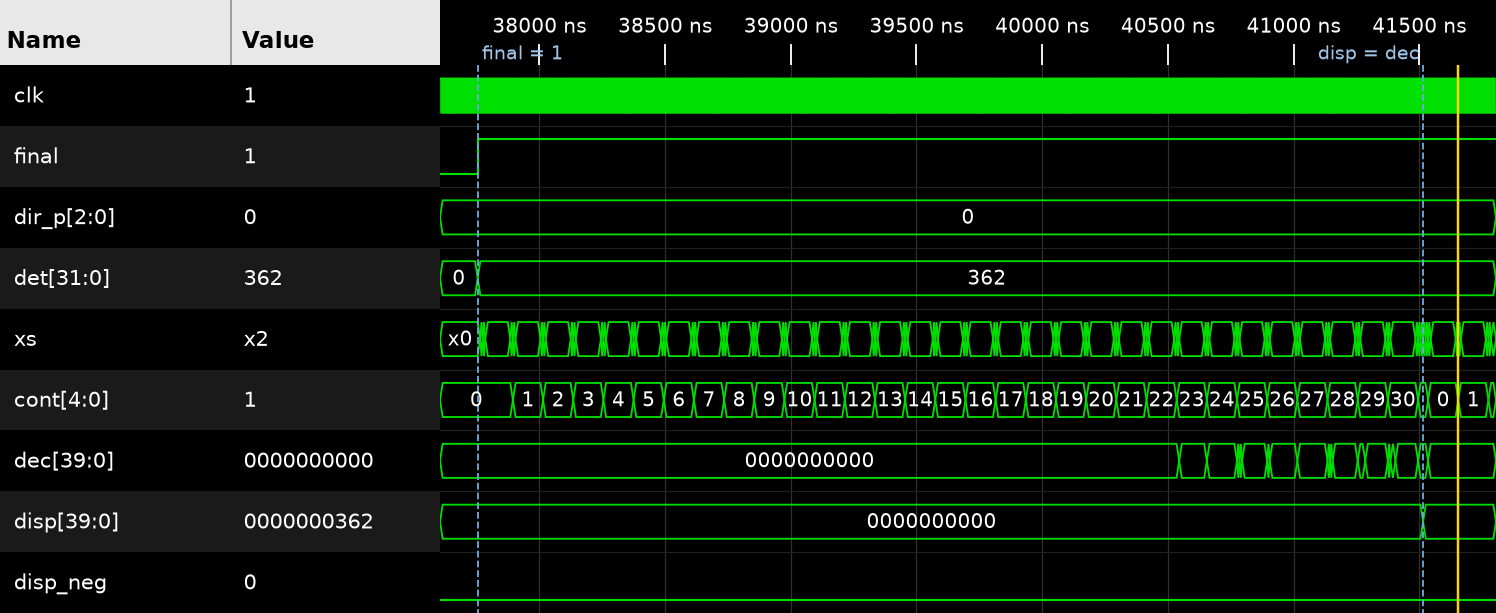 Name Value 38000 ns 38500 ns 39000 ns 39500 ns 40000 ns 40500 ns 41000 ns 41500 ns
final = 1 disp = dec
clk 1
final 1
dir_p[2:0] 0 0
det[31:0] 362 0 362
xs x2 x0
cont[4:0] 1 0 1 2 3 4 5 6 7 8 9 10 11 12 13 14 15 16 17 18 19 20 21 22 23 24 25 26 27 28 29 30 0 1
dec[39:0] 0000000000 0000000000
disp[39:0] 0000000362 0000000000
disp_neg 0